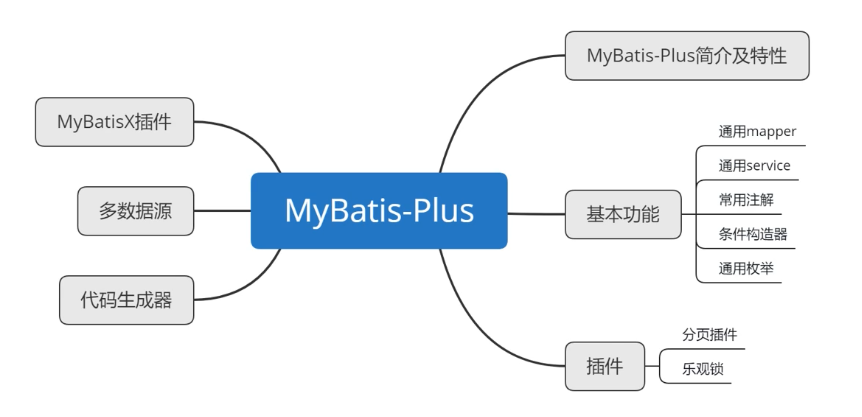 MyBatis-Plus
MyBatis-Plus简介及特性
基本功能
通用mapper
通用service
常用注解
条件构造器
通用枚举
插件
分页插件
乐观锁
MyBatisX插件
多数据源
代码生成器